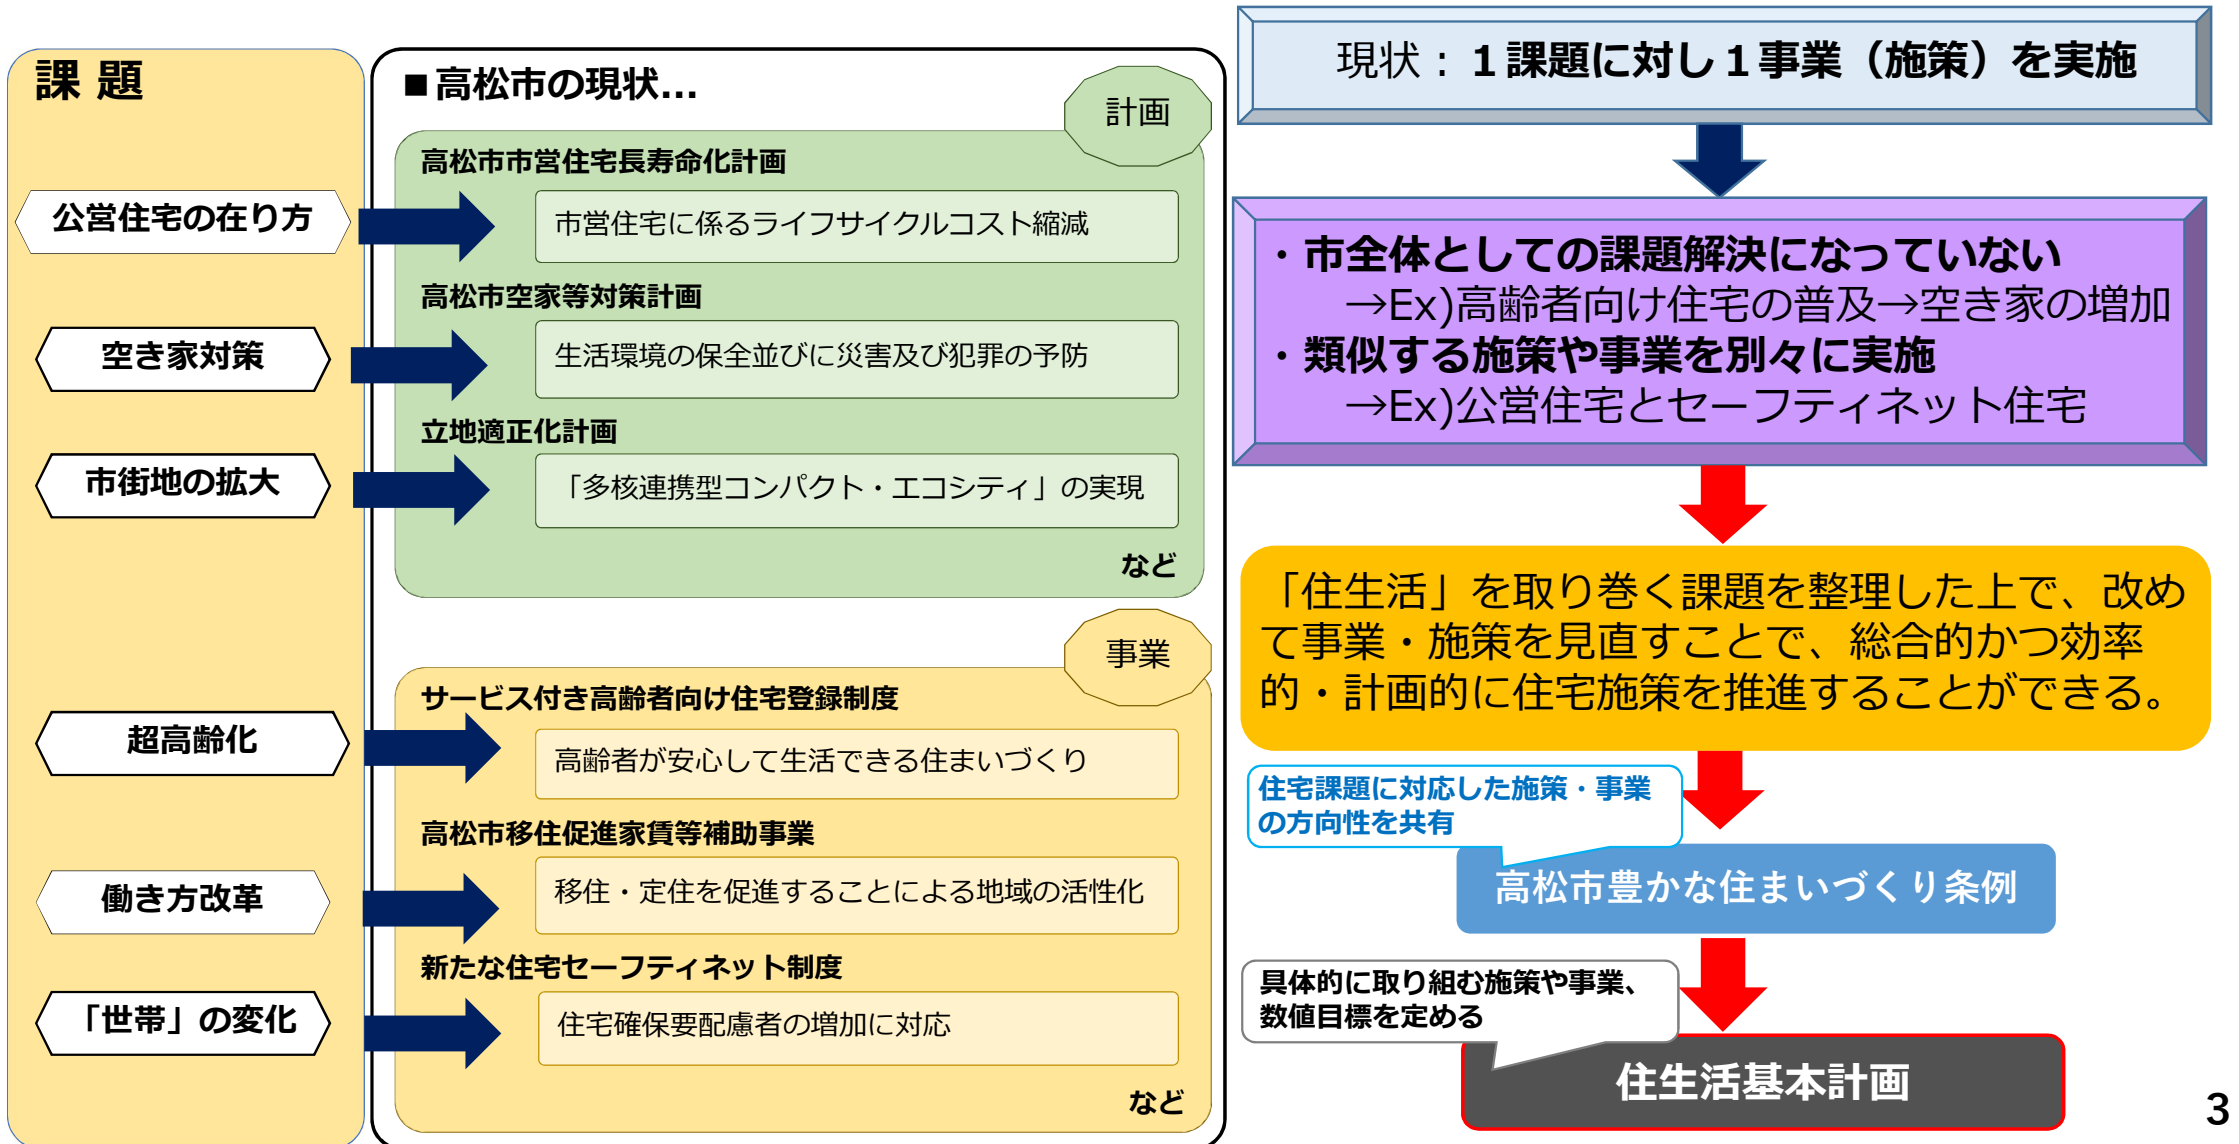 課 題
公営住宅の在り方
空き家対策
市街地の拡大
超高齢化
働き方改革
「世帯」の変化
■高松市の現状…
計画
高松市市営住宅長寿命化計画
市営住宅に係るライフサイクルコスト縮減
高松市空家等対策計画
生活環境の保全並びに災害及び犯罪の予防
立地適正化計画
「多核連携型コンパクト・エコシティ」の実現
など
事業
サービス付き高齢者向け住宅登録制度
高齢者が安心して生活できる住まいづくり
高松市移住促進家賃等補助事業
移住・定住を促進することによる地域の活性化
新たな住宅セーフティネット制度
住宅確保要配慮者の増加に対応
など
現状：１課題に対し１事業（施策）を実施
・市全体としての課題解決になっていない
→Ex)高齢者向け住宅の普及→空き家の増加
・類似する施策や事業を別々に実施
→Ex)公営住宅とセーフティネット住宅
「住生活」を取り巻く課題を整理した上で、改め
て事業・施策を見直すことで、総合的かつ効率
的・計画的に住宅施策を推進することができる。
住宅課題に対応した施策・事業
の方向性を共有
高松市豊かな住まいづくり条例
具体的に取り組む施策や事業、
数値目標を定める
住生活基本計画
3